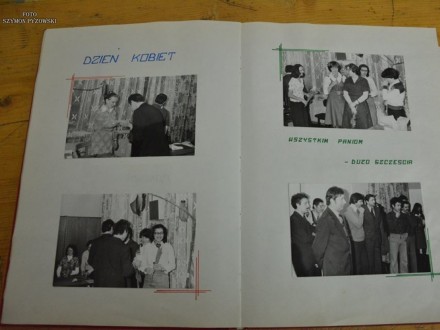 FOTO
SZYMON PYZOWSKI
DZIEŃ KOBIET
WSZYSTKIM PANIOM
- DUŻO SZCZĘŚCIA